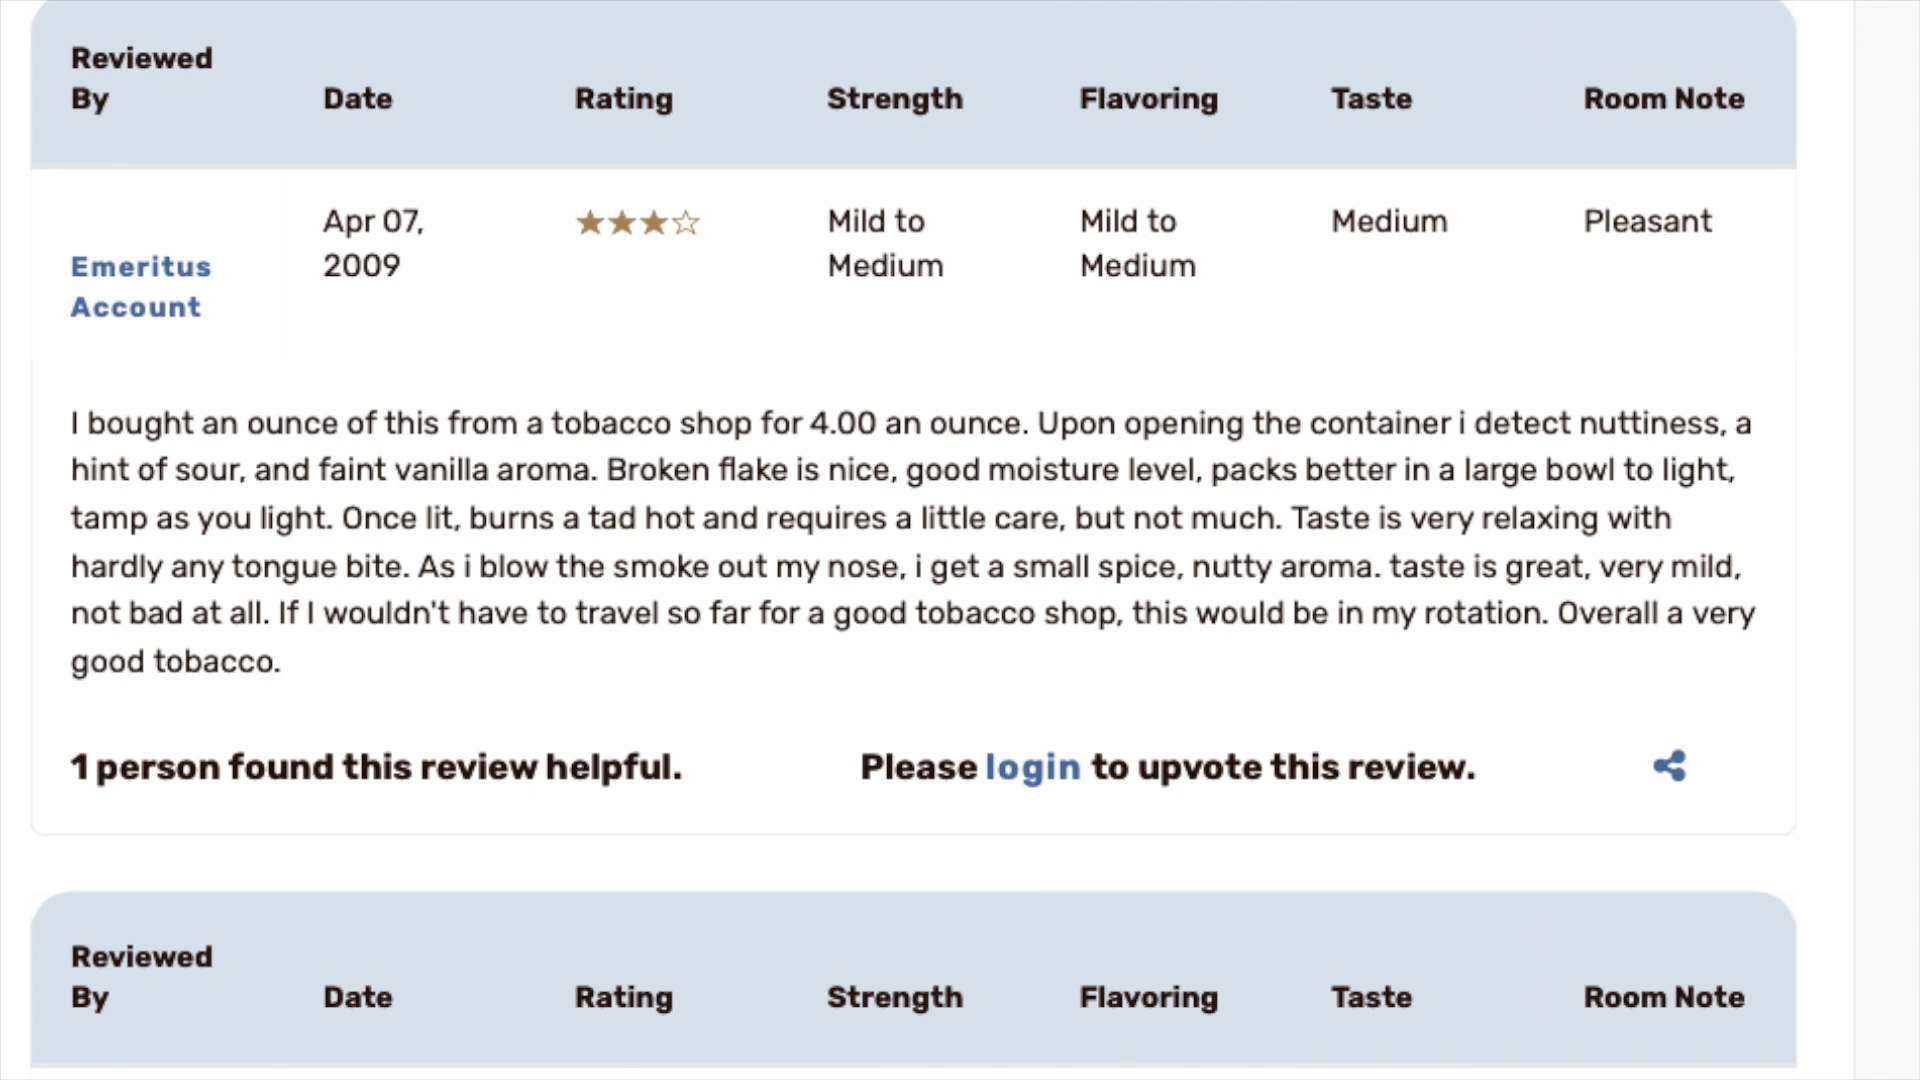 Reviewed
By
Date
Rating
Strength
Flavoring
Taste
Room Note
Emeritus
Account
Apr 07,
2009
Mild to
Medium
Mild to
Medium
Medium
Pleasant
I bought an ounce of this from a tobacco shop for 4.00 an ounce. Upon opening the container i detect nuttiness, a
hint of sour, and faint vanilla aroma. Broken flake is nice, good moisture level, packs better in a large bowl to light,
tamp as you light. Once lit, burns a tad hot and requires a little care, but not much. Taste is very relaxing with
hardly any tongue bite. As i blow the smoke out my nose, i get a small spice, nutty aroma. taste is great, very mild,
not bad at all. If I wouldn't have to travel so far for a good tobacco shop, this would be in my rotation. Overall a very
good tobacco.
1 person found this review helpful.
Please login to upvote this review.
Reviewed
By
Date
Rating
Strength
Flavoring
Taste
Room Note